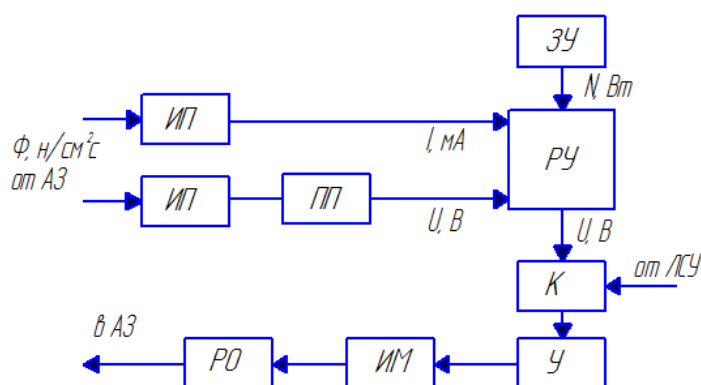 ЗУ
N, Вт
ИП
I, мА
РУ
Ф, н/см²с
от АЗ
ИП
ПП
U, В
U, В
К
от ЛСУ
в АЗ
РО
ИМ
У